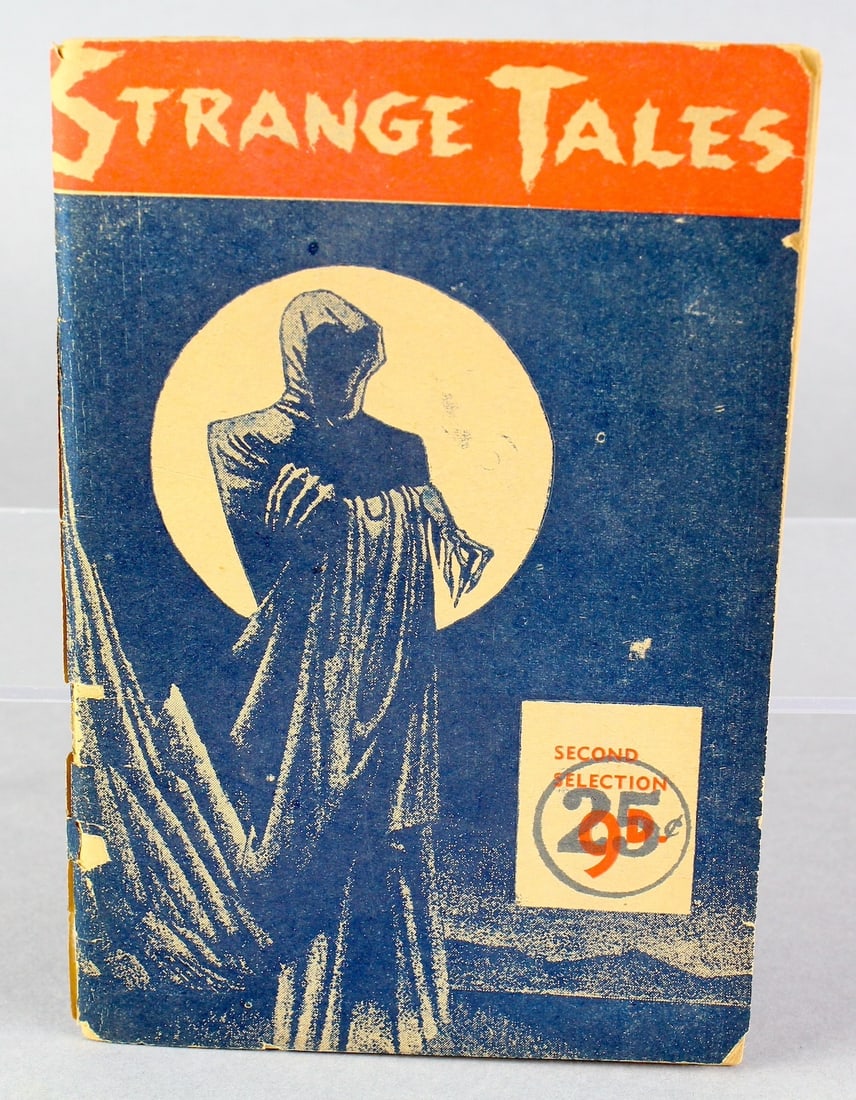 STRANGE TALES
SECOND
SELECTION
9D.
25¢